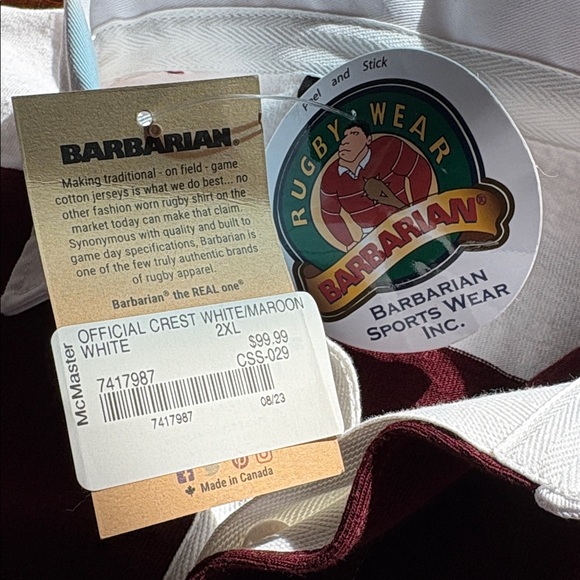 BARBARIAN®
Making traditional - on field - game
cotton jerseys is what we do best... no
other fashion worn rugby shirt on the
market today can make that claim.
Synonymous with quality and built to
game day specifications, Barbarian is
one of the few truly authentic brands
of rugby apparel.
Barbarian® the REAL one®
McMaster
OFFICIAL CREST WHITE/MAROON
WHITE 2XL
$99.99
CSS-029
7417987
7417987
08/23
Made in Canada
and Stick
RUGBY WEAR
BARBARIAN®
BARBARIAN
SPORTS WEAR
INC.